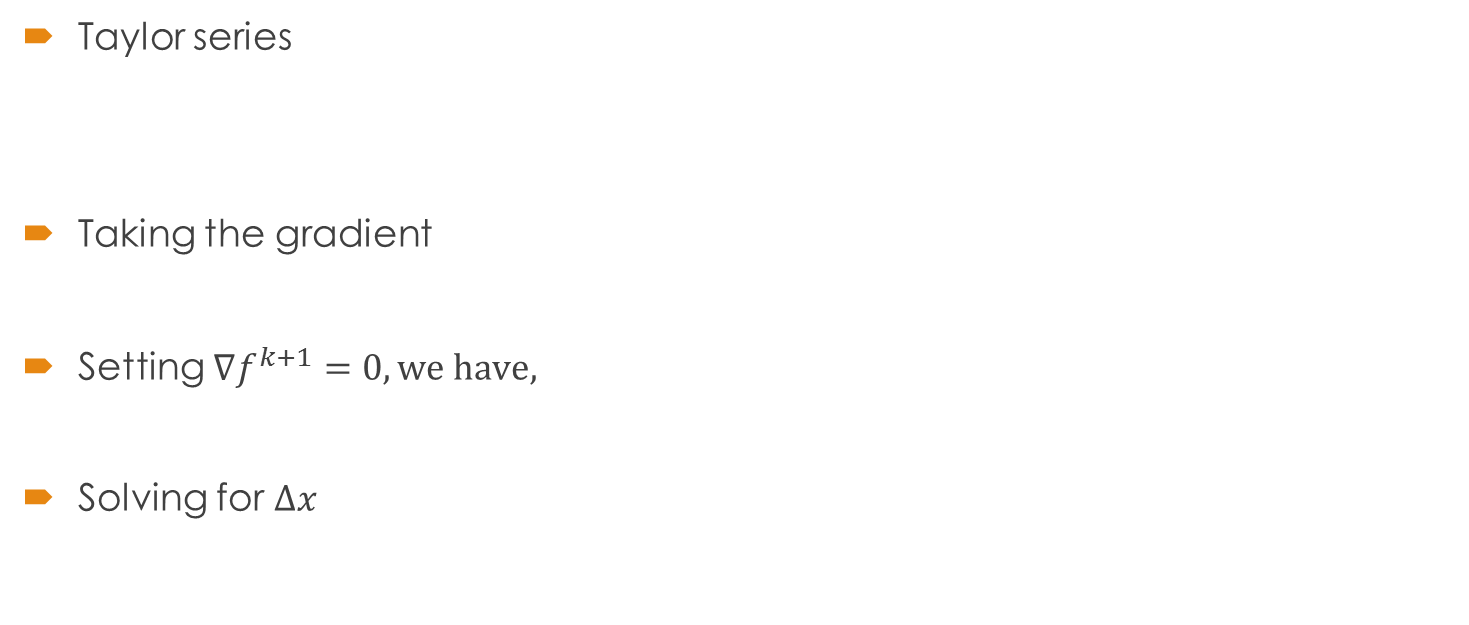 Taylor series
Taking the gradient
Setting ∇f^{k+1} = 0, we have,
Solving for Δx